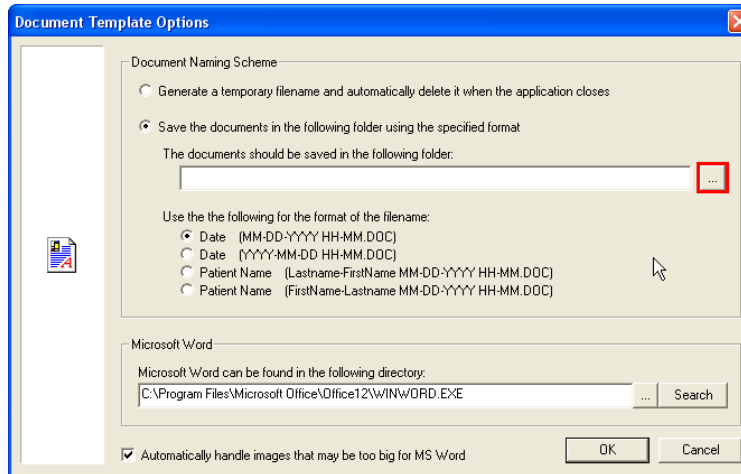 Document Template Options
Document Naming Scheme
Generate a temporary filename and automatically delete it when the application closes
Save the documents in the following folder using the specified format
The documents should be saved in the following folder:
...
Use the the following for the format of the filename:
Date (MM-DD-YYYY HH-MM.DOC)
Date (YYYY-MM-DD HH-MM.DOC)
Patient Name (Lastname-FirstName MM-DD-YYYY HH-MM.DOC)
Patient Name (FirstName-Lastname MM-DD-YYYY HH-MM.DOC)
Microsoft Word
Microsoft Word can be found in the following directory:
C:\Program Files\Microsoft Office\Office12\WINWORD.EXE ... Search
Automatically handle images that may be too big for MS Word OK Cancel